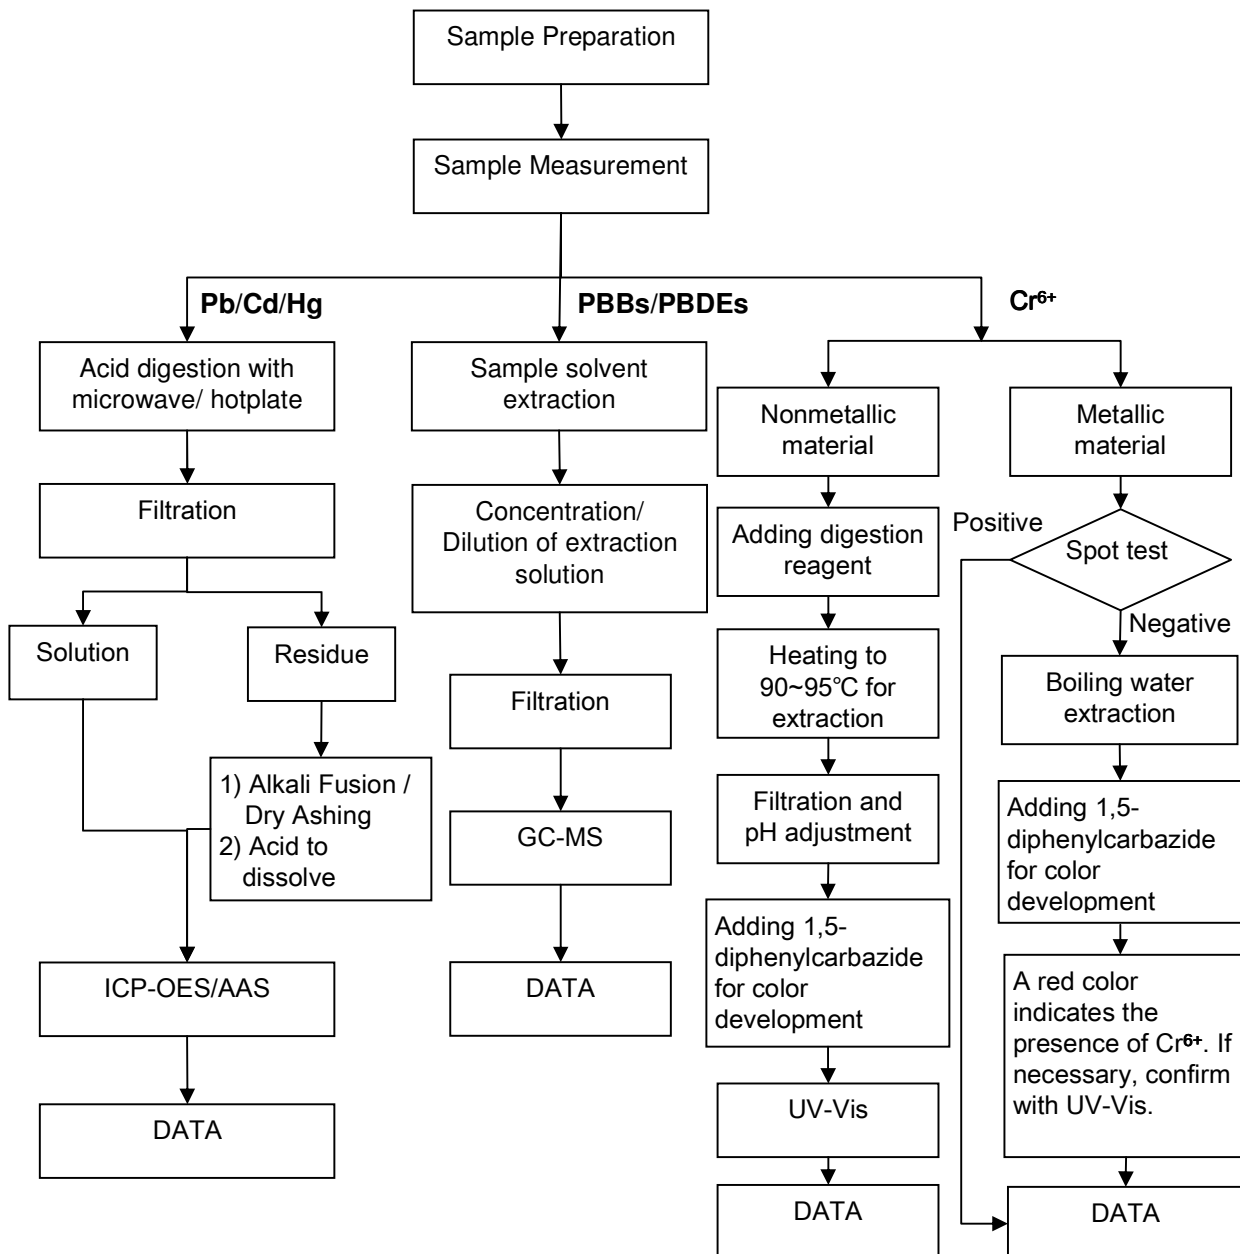 Sample Preparation
Sample Measurement
Pb/Cd/Hg
Acid digestion with
microwave/ hotplate
Filtration
Solution
Residue
1) Alkali Fusion /
Dry Ashing
2) Acid to
dissolve
ICP-OES/AAS
DATA
PBBs/PBDEs
Sample solvent
extraction
Concentration/
Dilution of extraction
solution
Filtration
GC-MS
DATA
Cr⁶⁺
Nonmetallic
material
Adding digestion
reagent
Heating to
90~95℃ for
extraction
Filtration and
pH adjustment
Adding 1,5-
diphenylcarbazide
for color
development
UV-Vis
DATA
Metallic
material
Spot test
Positive
Negative
Boiling water
extraction
Adding 1,5-
diphenylcarbazide
for color
development
A red color
indicates the
presence of Cr⁶⁺. If
necessary, confirm
with UV-Vis.
DATA